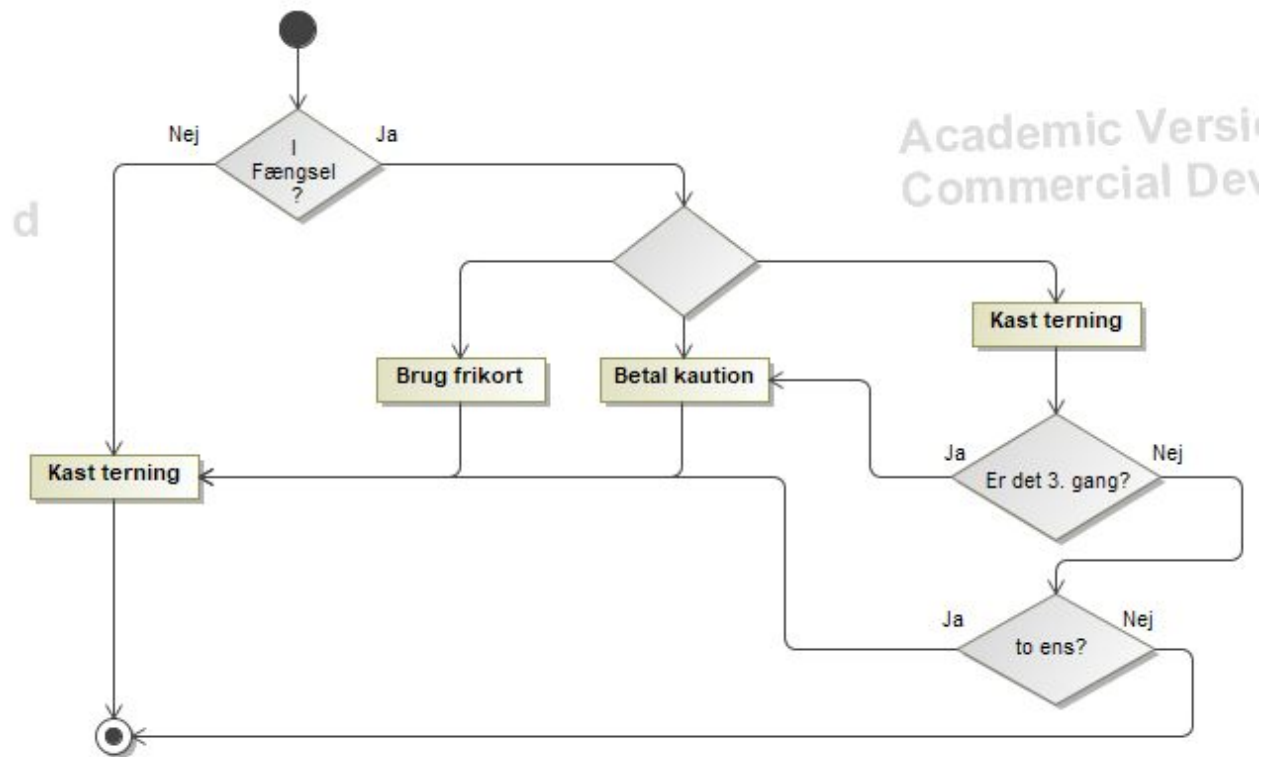 Academic Versi
Commercial Dev
d
Nej
Ja
I
Fængsel
?
Kast terning
Brug frikort
Betal kaution
Kast terning
Ja
Nej
Er det 3. gang?
Ja
Nej
to ens?